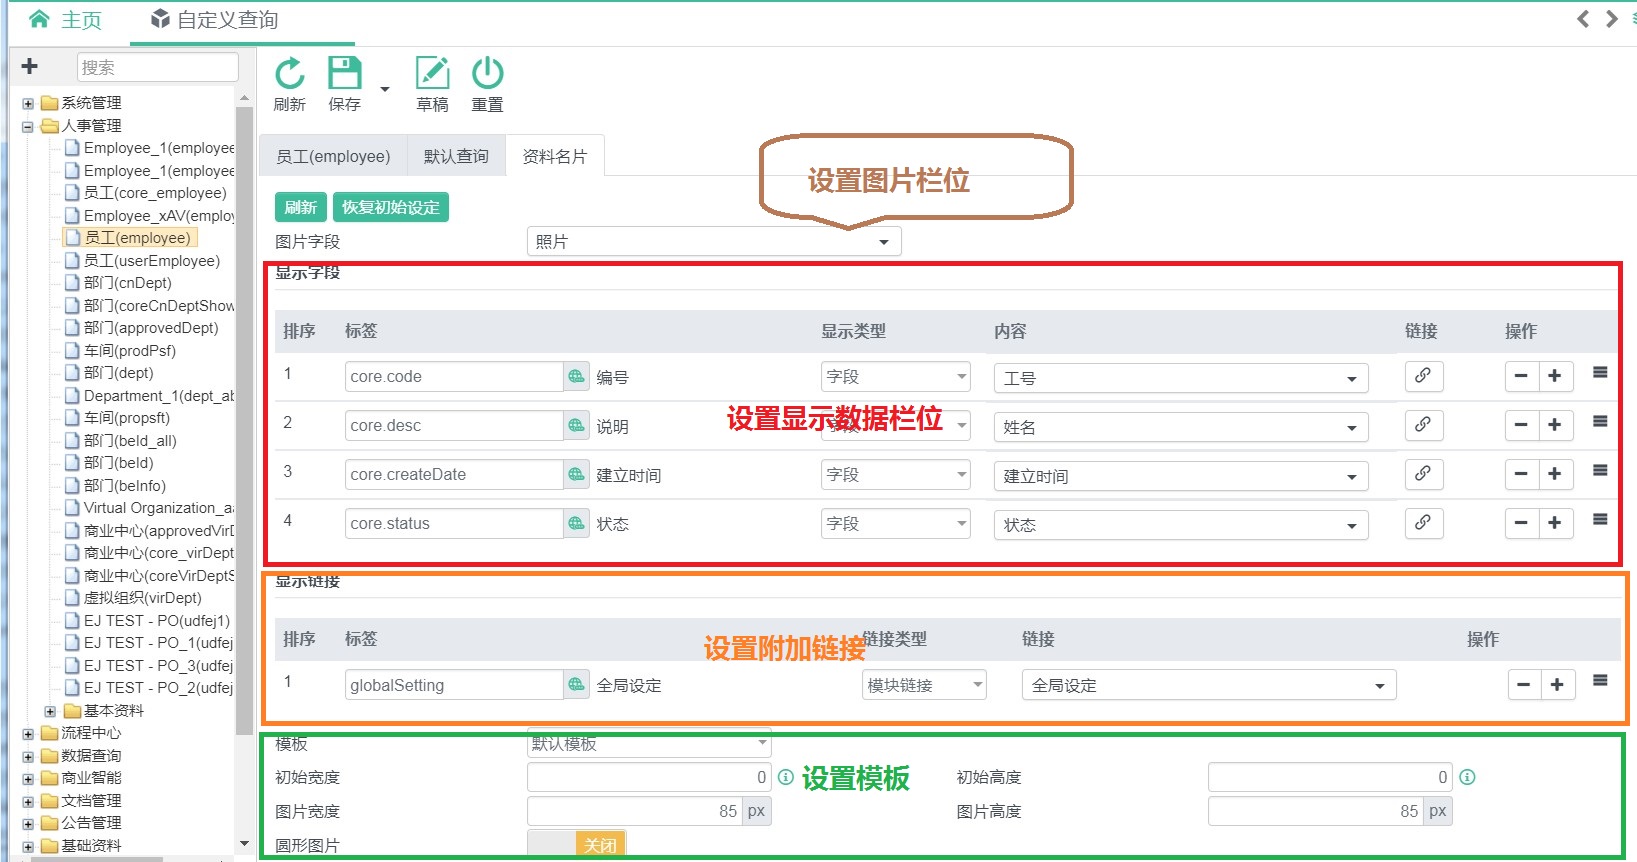 主页
自定义查询
搜索
系统管理
人事管理
Employee_1(employee
Employee_1(employee
员工(core_employee)
Employee_xAV(employ
员工(employee)
员工(userEmployee)
部门(cnDept)
部门(coreCnDeptShow
部门(approvedDept)
车间(prodPsf)
部门(dept)
Department_1(dept_ab
车间(propsft)
部门(beId_all)
部门(beId)
部门(beInfo)
Virtual Organization_a
商业中心(approvedVirD
商业中心(core_virDept
商业中心(coreVirDeptS
虚拟组织(virDept)
EJ TEST - PO(udfej1)
EJ TEST - PO_1(udfej
EJ TEST - PO_3(udfej
EJ TEST - PO_2(udfej
基本资料
流程中心
数据查询
商业智能
文档管理
公告管理
基础资料
刷新 保存 草稿 重置
员工(employee) 默认查询 资料名片
设置图片栏位
刷新 恢复初始设定
图片字段 照片
显示字段
排序 标签 显示类型 内容 链接 操作
1 core.code 编号 字段 工号
设置显示数据栏位
2 core.desc 说明 字段 姓名
3 core.createDate 建立时间 字段 建立时间
4 core.status 状态 字段 状态
显示链接
排序 标签 链接类型 链接 操作
设置附加链接
1 globalSetting 全局设定 模块链接 全局设定
模板 默认模板
初始宽度 0 设置模板 初始高度 0
图片宽度 85 px 图片高度 85 px
圆形图片 关闭